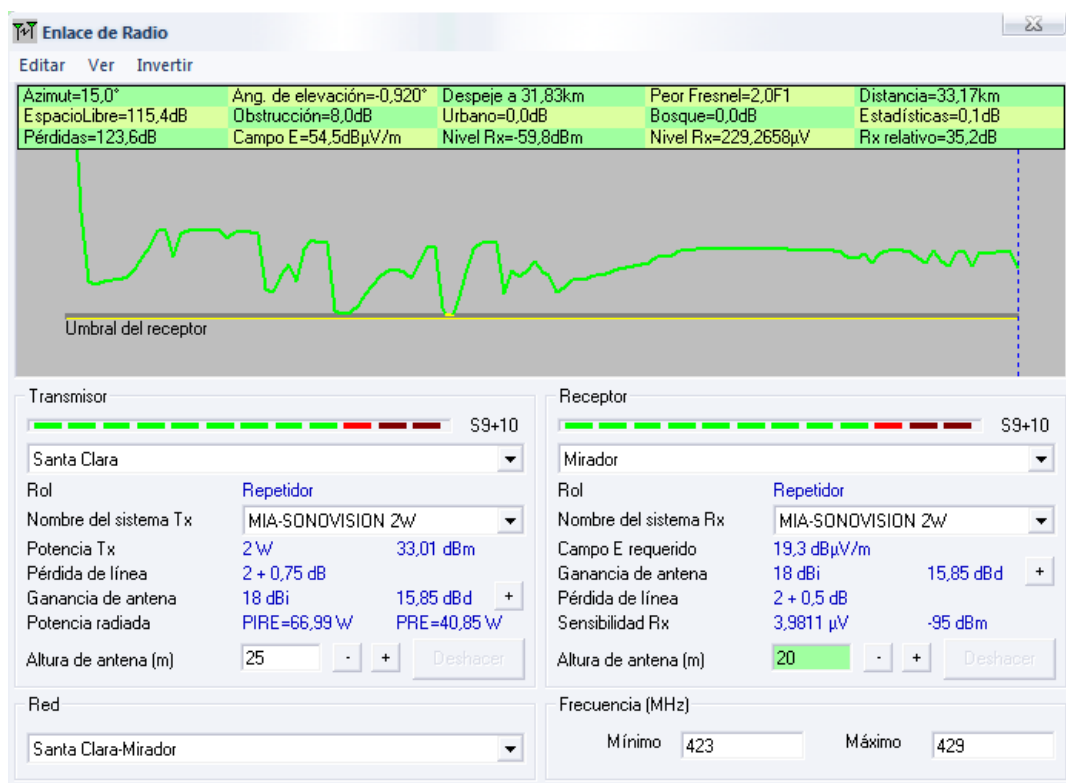 Enlace de Radio
Editar Ver Invertir
Azimut=15,0° Ang. de elevación=-0,920° Despeje a 31,83km Peor Fresnel=2,0F1 Distancia=33,17km
EspacioLibre=115,4dB Obstrucción=8,0dB Urbano=0,0dB Bosque=0,0dB Estadísticas=0,1dB
Pérdidas=123,6dB Campo E=54,5dBµV/m Nivel Rx=-59,8dBm Nivel Rx=229,2658µV Rx relativo=35,2dB
Umbral del receptor
Transmisor
S9+10
Santa Clara
Rol Repetidor
Nombre del sistema Tx MIA-SONOVISION 2W
Potencia Tx 2 W 33,01 dBm
Pérdida de línea 2 + 0,75 dB
Ganancia de antena 18 dBi 15,85 dBd +
Potencia radiada PIRE=66,99 W PRE=40,85 W
Altura de antena (m) 25 - + Deshacer
Red
Santa Clara-Mirador
Receptor
S9+10
Mirador
Rol Repetidor
Nombre del sistema Rx MIA-SONOVISION 2W
Campo E requerido 19,3 dBµV/m
Ganancia de antena 18 dBi 15,85 dBd +
Pérdida de línea 2 + 0,5 dB
Sensibilidad Rx 3,9811 µV -95 dBm
Altura de antena (m) 20 - + Deshacer
Frecuencia (MHz)
Mínimo 423 Máximo 429